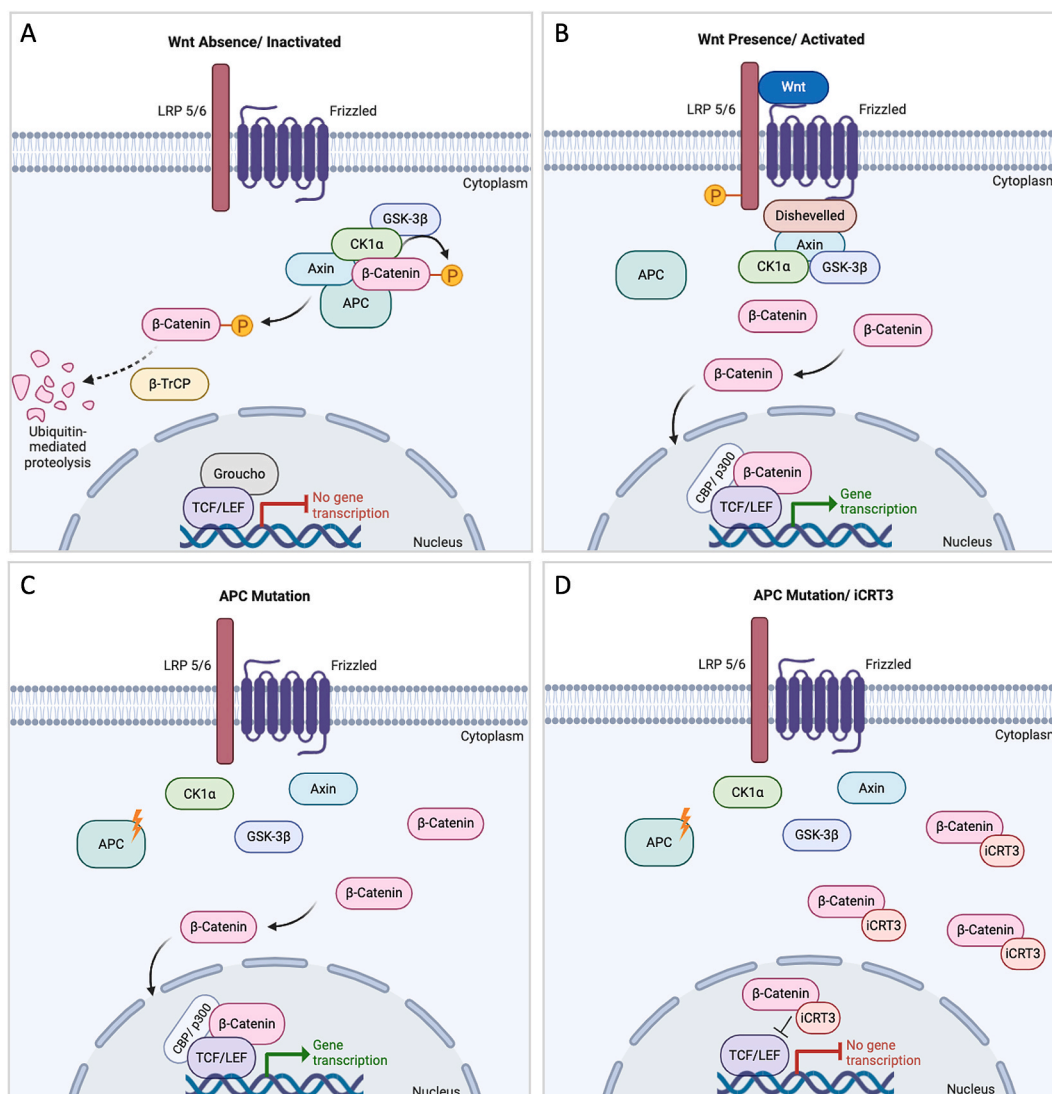 A
Wnt Absence/ Inactivated
LRP 5/6
Frizzled
Cytoplasm
GSK-3β
CK1α
Axin
β-Catenin
P
APC
β-Catenin
P
β-TrCP
Ubiquitin-
mediated
proteolysis
Groucho
TCF/LEF
No gene
transcription
Nucleus
B
Wnt Presence/ Activated
Wnt
LRP 5/6
Frizzled
Cytoplasm
P
Dishevelled
Axin
CK1α
GSK-3β
APC
β-Catenin
β-Catenin
β-Catenin
CBP/ p300
β-Catenin
TCF/LEF
Gene
transcription
Nucleus
C
APC Mutation
LRP 5/6
Frizzled
Cytoplasm
CK1α
Axin
APC
GSK-3β
β-Catenin
β-Catenin
β-Catenin
CBP/ p300
β-Catenin
TCF/LEF
Gene
transcription
Nucleus
D
APC Mutation/ iCRT3
LRP 5/6
Frizzled
Cytoplasm
CK1α
Axin
APC
GSK-3β
β-Catenin
iCRT3
β-Catenin
iCRT3
β-Catenin
iCRT3
β-Catenin
iCRT3
TCF/LEF
No gene
transcription
Nucleus